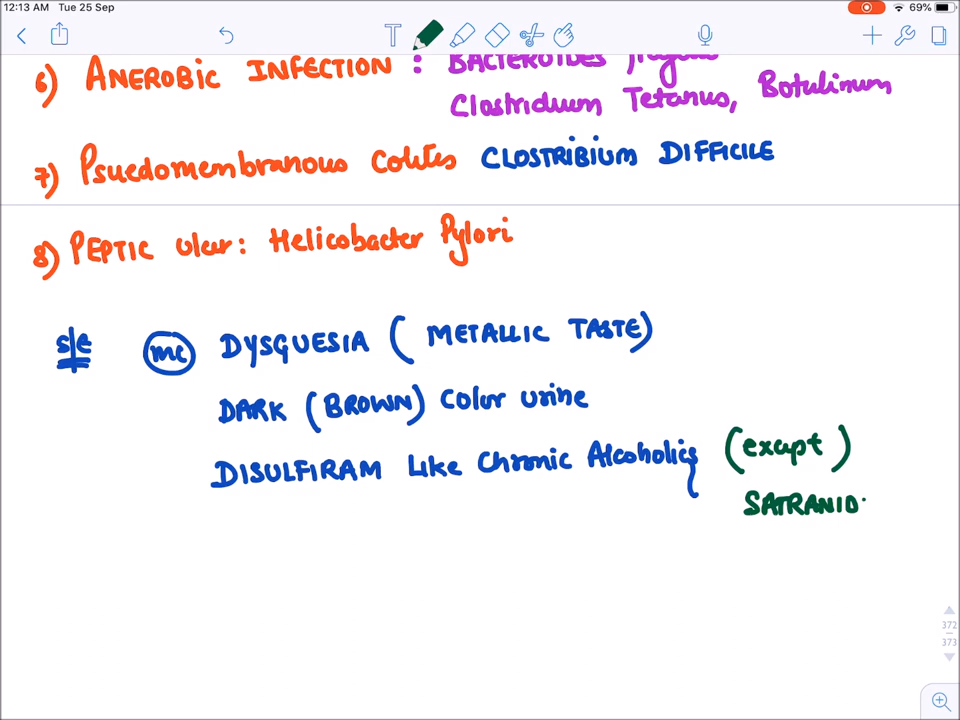 12:13 AM Tue 25 Sep 69%
6) ANEROBIC INFECTION : BACTEROIDES
Clostridium Tetanus, Botulinum
7) Psuedomembranous Colites CLOSTRIBIUM DIFFICILE
8) PEPTIC ulcer: Helicobacter Pylori
s/e mc DYSGUESIA (METALLIC TASTE)
DARK (BROWN) Color urine
DISULFIRAM Like Chronic Alcoholics (exapt)
SATRANID
372
373